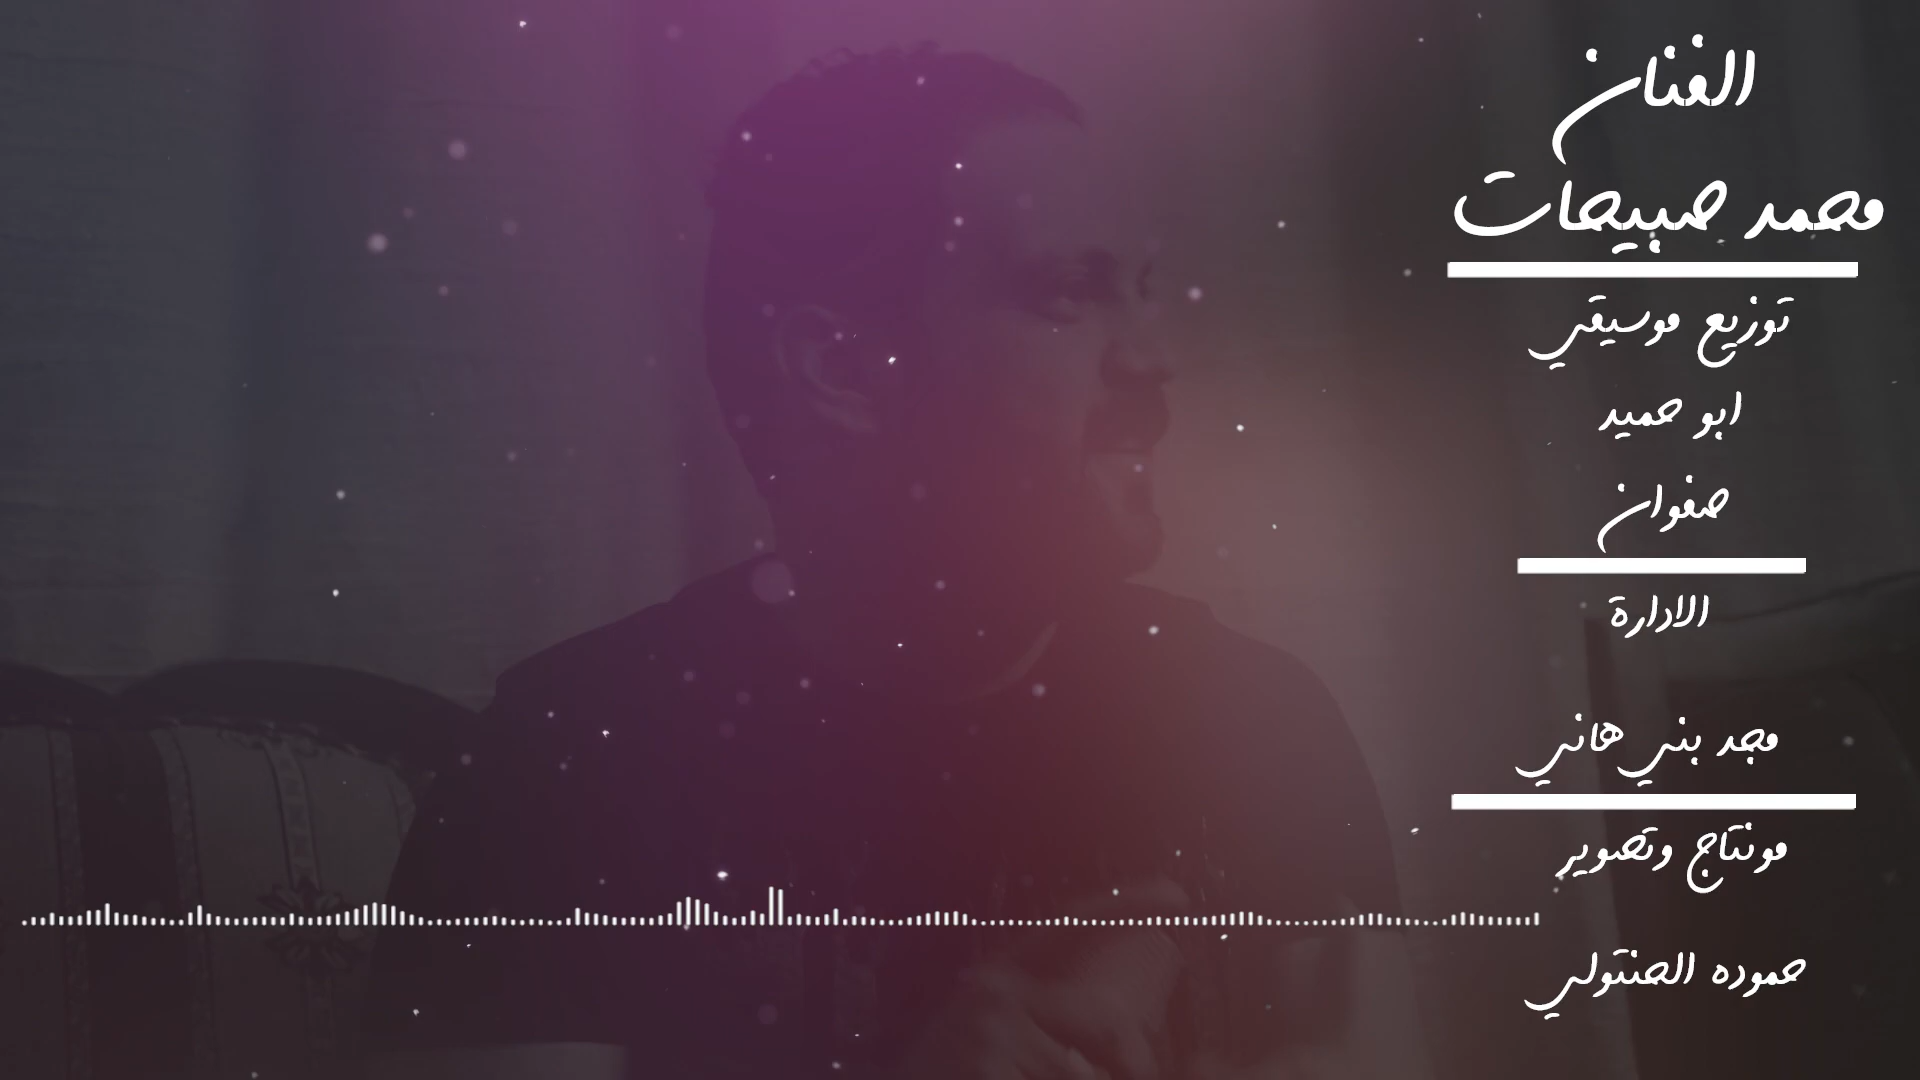 الفنان
محمد صبيحات
توزيع موسيقي
ابو حميد
صفوان
الادارة
مجد بني هاني
مونتاج وتصوير
حموده الحنتولي